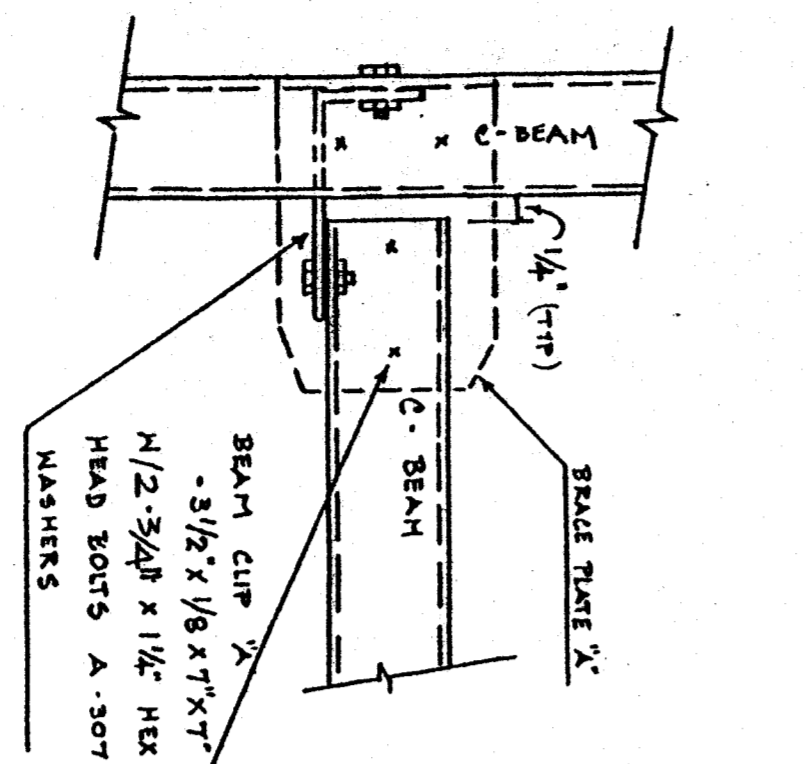 C-BEAM
1/4" (TYP)
C-BEAM
BRACE PLATE "A"
BEAM CLIP "A"
-3 1/2" x 1/8 x 7" x 7"
W/2-3/4" x 1 1/4" HEX
HEAD BOLTS A-307
WASHERS